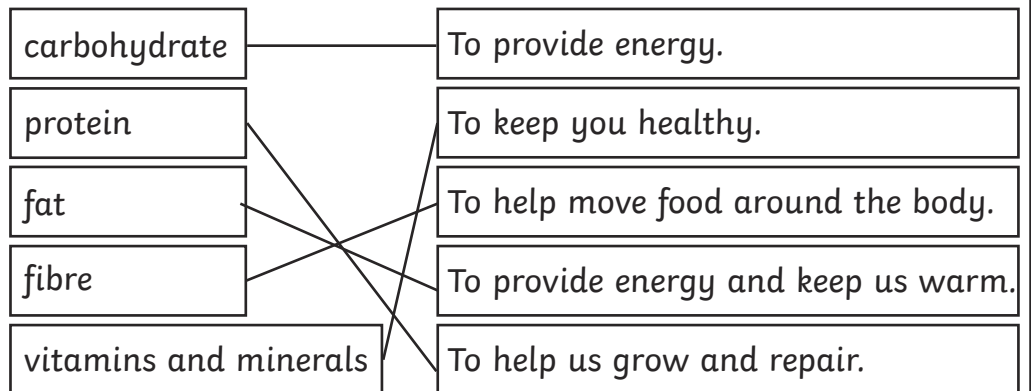 carbohydrate
To provide energy.
protein
To keep you healthy.
fat
To help move food around the body.
fibre
To provide energy and keep us warm.
vitamins and minerals
To help us grow and repair.